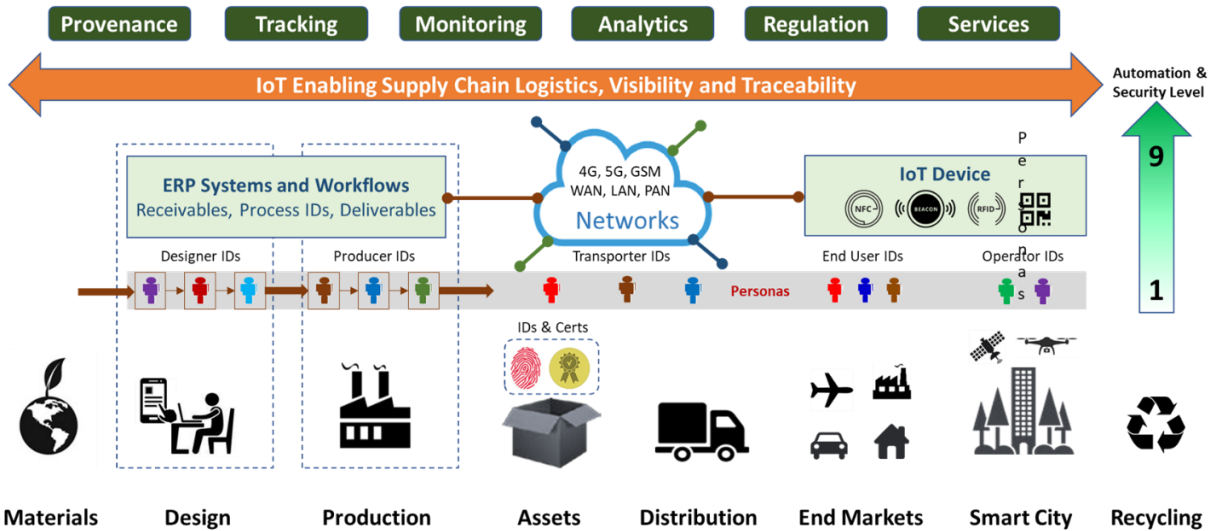 Provenance
Tracking
Monitoring
Analytics
Regulation
Services
IoT Enabling Supply Chain Logistics, Visibility and Traceability
Automation &
Security Level
9
1
ERP Systems and Workflows
Receivables, Process IDs, Deliverables
4G, 5G, GSM
WAN, LAN, PAN
Networks
IoT Device
NFC
BEACON
RFID
Personas
Designer IDs
Producer IDs
Transporter IDs
End User IDs
Operator IDs
Personas
IDs & Certs
Materials
Design
Production
Assets
Distribution
End Markets
Smart City
Recycling